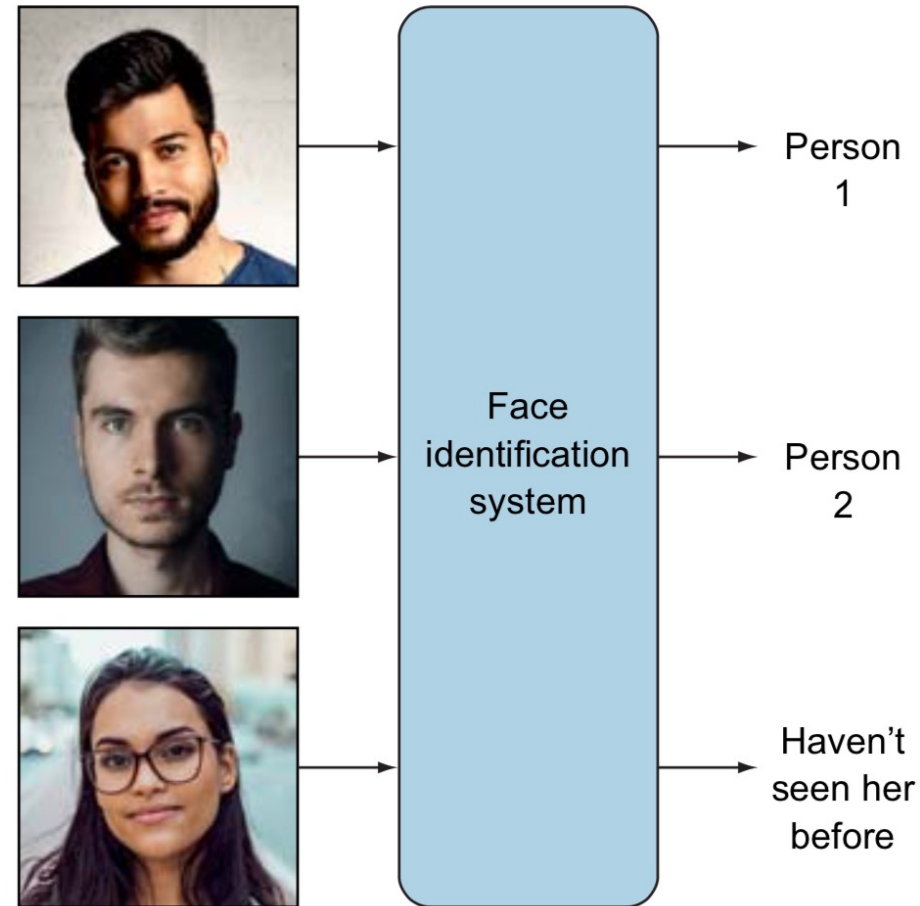 Person
1
Face
identification
system
Person
2
Haven't
seen her
before